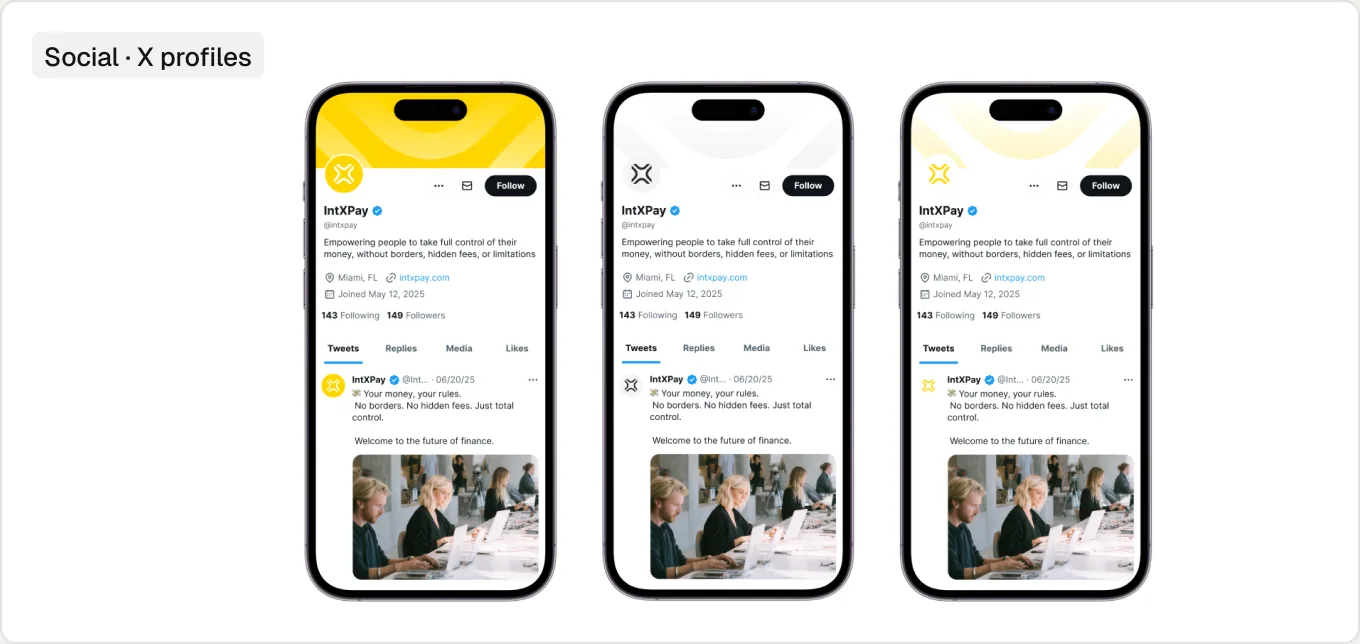 Social · X profiles
Follow
IntXPay
@intxpay
Empowering people to take full control of their
money, without borders, hidden fees, or limitations
Miami, FL intxpay.com
Joined May 12, 2025
143 Following 149 Followers
Tweets Replies Media Likes
IntXPay @Int... · 06/20/25
💸 Your money, your rules.
No borders. No hidden fees. Just total
control.
Welcome to the future of finance.
Follow
IntXPay
@intxpay
Empowering people to take full control of their
money, without borders, hidden fees, or limitations
Miami, FL intxpay.com
Joined May 12, 2025
143 Following 149 Followers
Tweets Replies Media Likes
IntXPay @Int... · 06/20/25
💸 Your money, your rules.
No borders. No hidden fees. Just total
control.
Welcome to the future of finance.
Follow
IntXPay
@intxpay
Empowering people to take full control of their
money, without borders, hidden fees, or limitations
Miami, FL intxpay.com
Joined May 12, 2025
143 Following 149 Followers
Tweets Replies Media Likes
IntXPay @Int... · 06/20/25
💸 Your money, your rules.
No borders. No hidden fees. Just total
control.
Welcome to the future of finance.